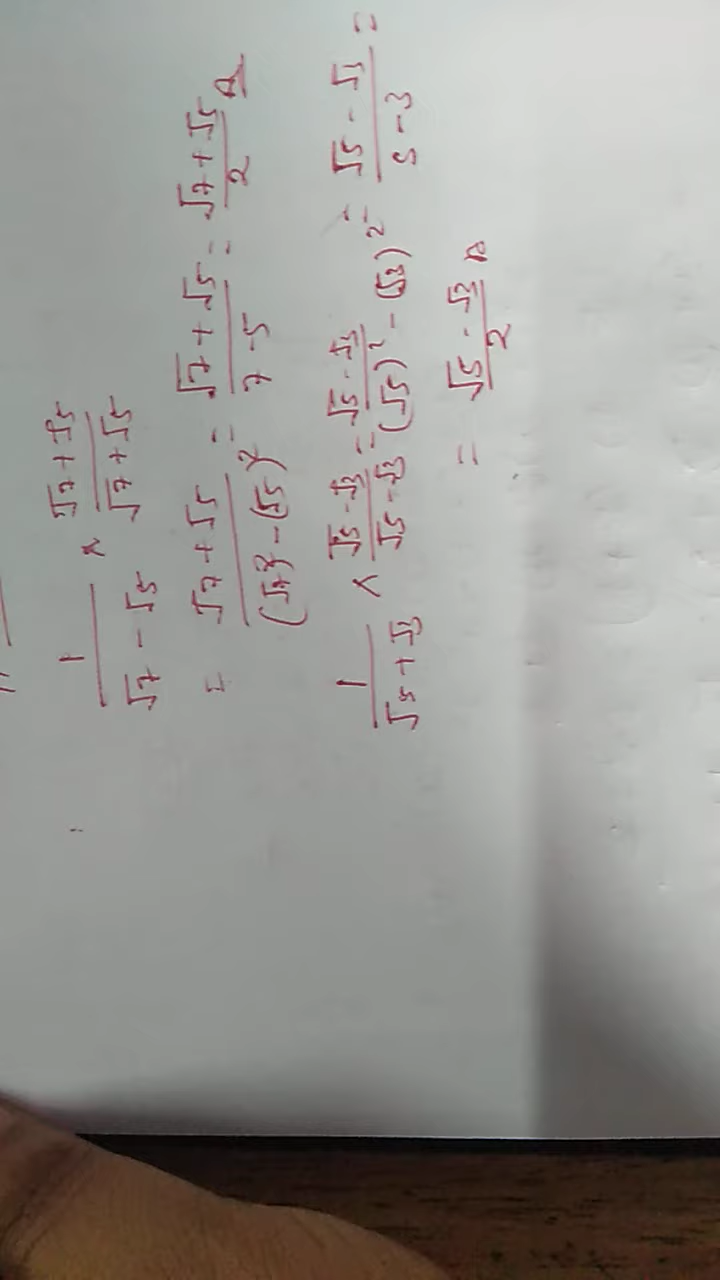 1/(√7 - √5) × (√7 + √5)/(√7 + √5)
= (√7 + √5)/((√7)² - (√5)²) = (√7 + √5)/(7 - 5) = (√7 + √5)/2
1/(√5 + √3) × (√5 - √3)/(√5 - √3) = (√5 - √3)/((√5)² - (√3)²) = (√5 - √3)/(5 - 3) =
= (√5 - √3)/2